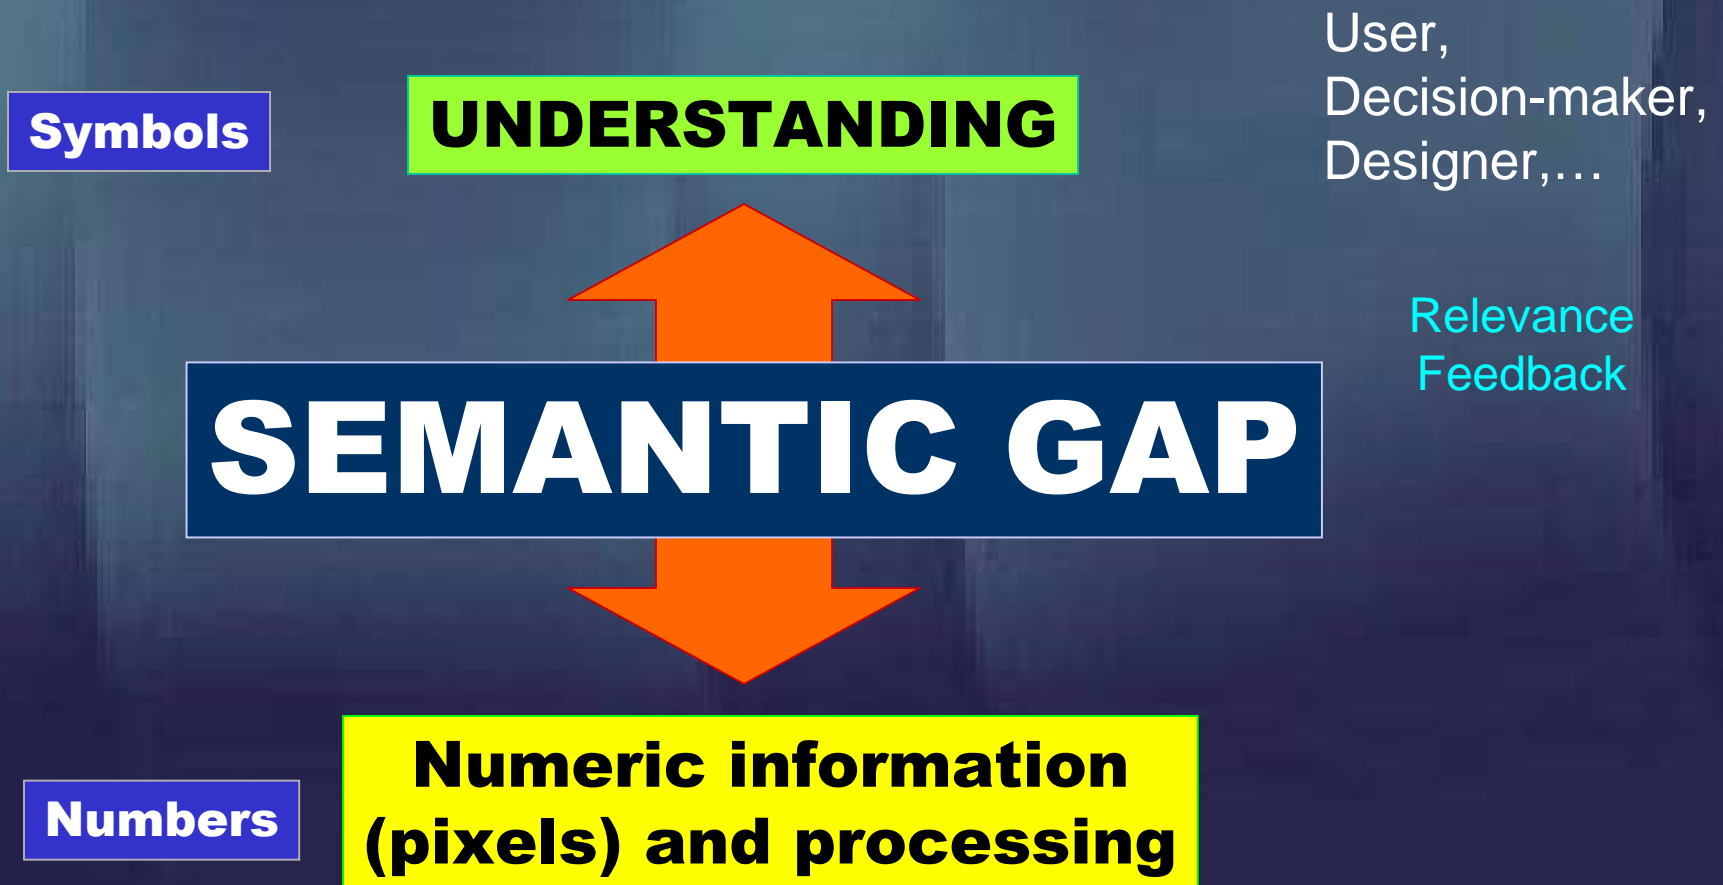 User,
Decision-maker,
Designer,…
Symbols
UNDERSTANDING
Relevance
Feedback
SEMANTIC GAP
Numeric information
(pixels) and processing
Numbers